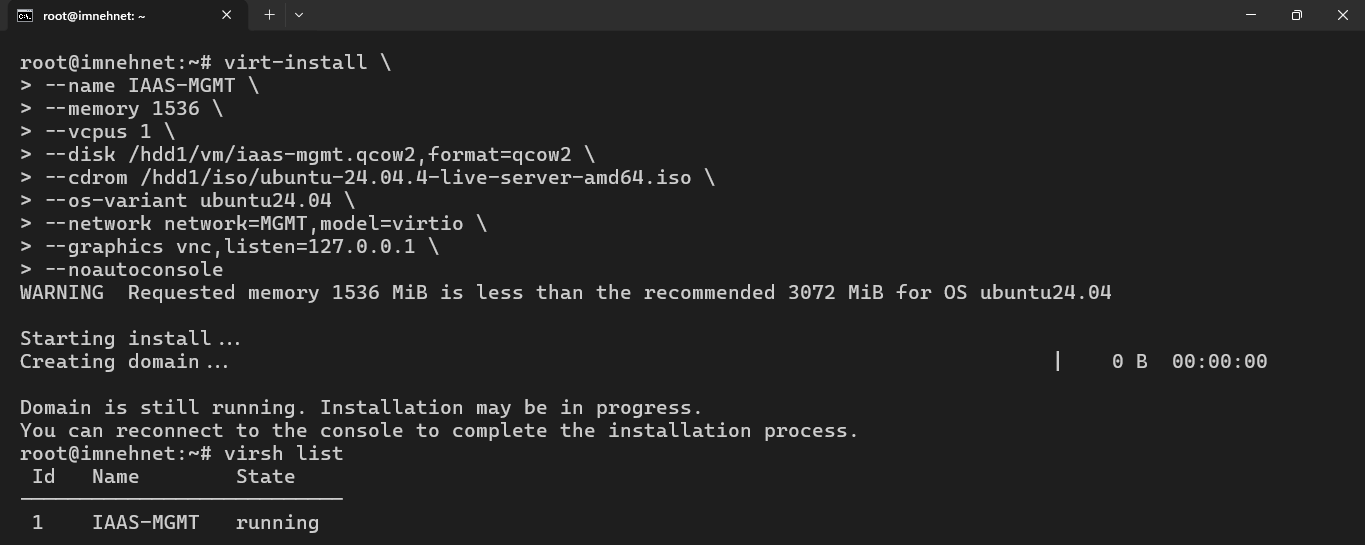 root@imnehnet: ~
root@imnehnet:~# virt-install \
> --name IAAS-MGMT \
> --memory 1536 \
> --vcpus 1 \
> --disk /hdd1/vm/iaas-mgmt.qcow2,format=qcow2 \
> --cdrom /hdd1/iso/ubuntu-24.04.4-live-server-amd64.iso \
> --os-variant ubuntu24.04 \
> --network network=MGMT,model=virtio \
> --graphics vnc,listen=127.0.0.1 \
> --noautoconsole
WARNING  Requested memory 1536 MiB is less than the recommended 3072 MiB for OS ubuntu24.04
Starting install...
Creating domain... | 0 B 00:00:00
Domain is still running. Installation may be in progress.
You can reconnect to the console to complete the installation process.
root@imnehnet:~# virsh list
Id   Name        State
1    IAAS-MGMT   running